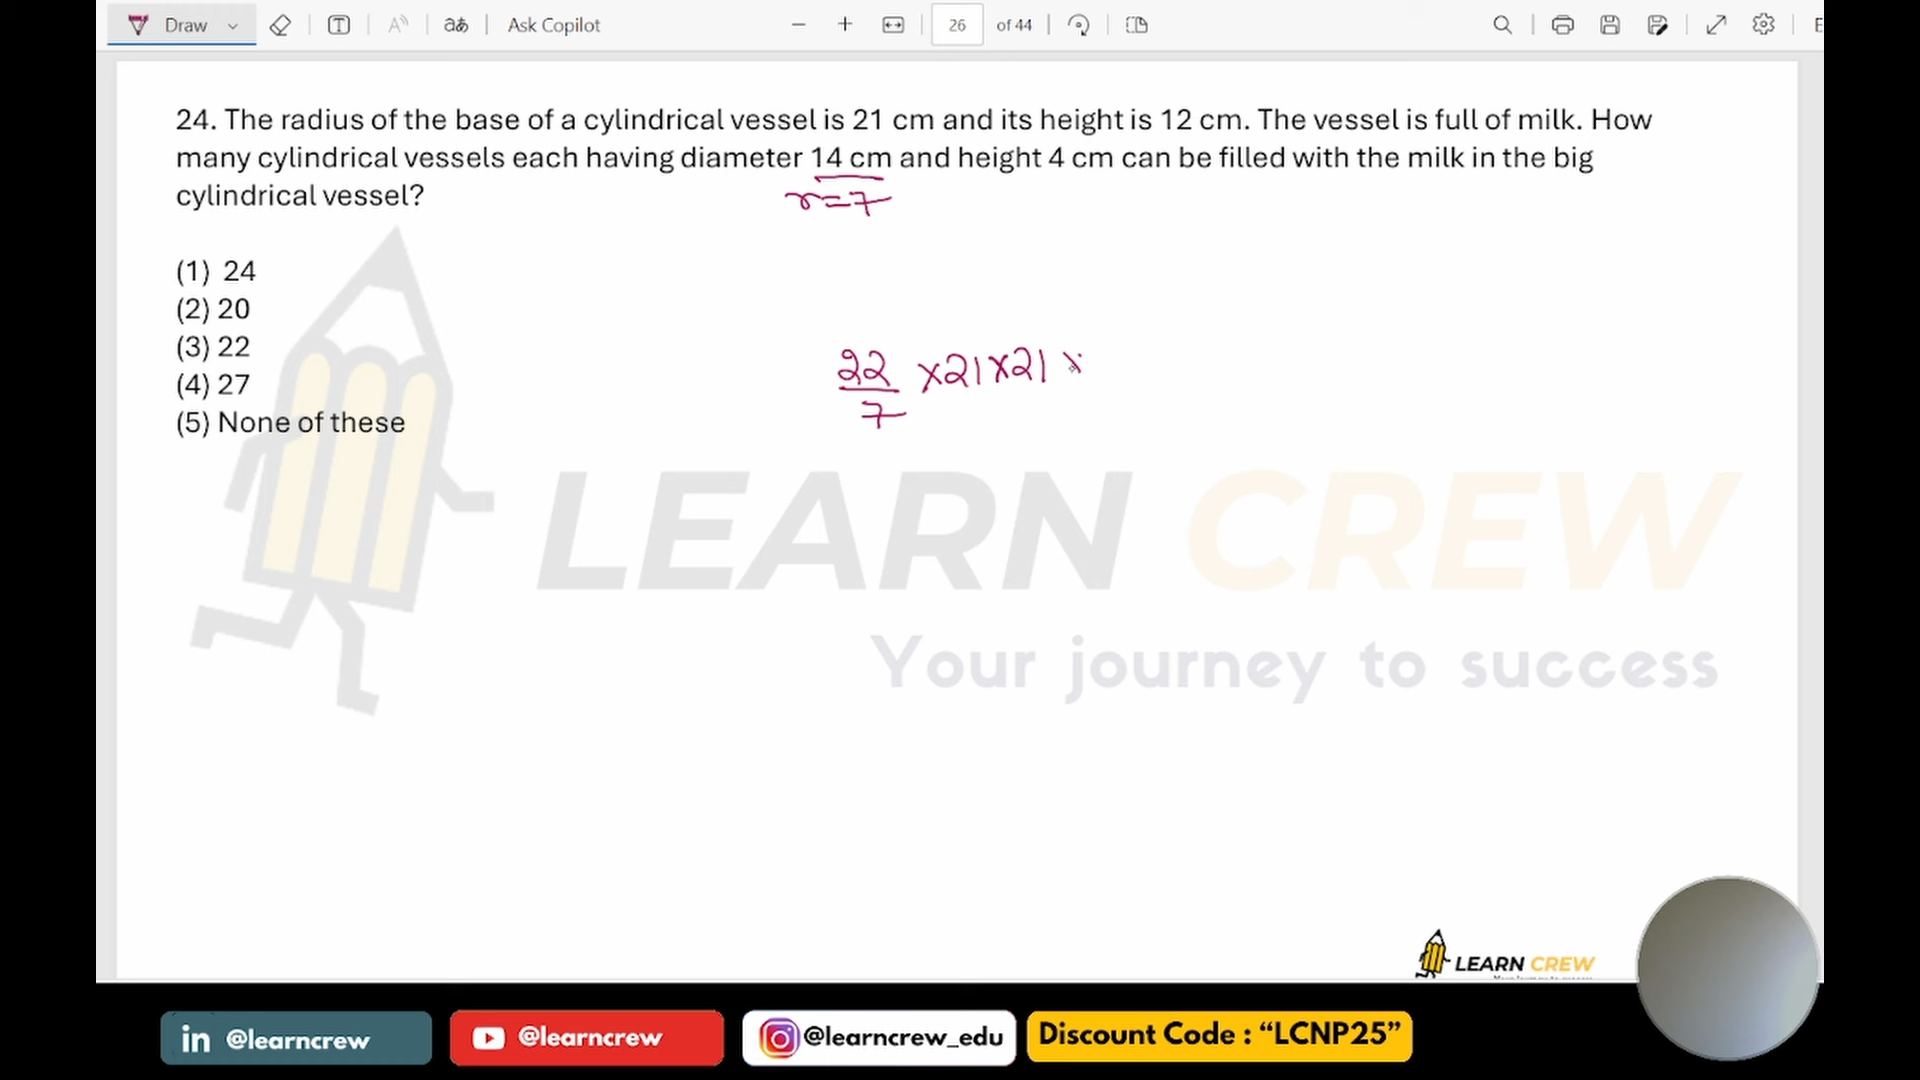 Draw
Ask Copilot
26 of 44
24. The radius of the base of a cylindrical vessel is 21 cm and its height is 12 cm. The vessel is full of milk. How
many cylindrical vessels each having diameter 14 cm and height 4 cm can be filled with the milk in the big
cylindrical vessel?
r=7
(1) 24
(2) 20
(3) 22
(4) 27
(5) None of these
22/7 ×21×21 ×
LEARN CREW
Your journey to success
LEARN CREW
in @learncrew
@learncrew
@learncrew_edu
Discount Code : “LCNP25”